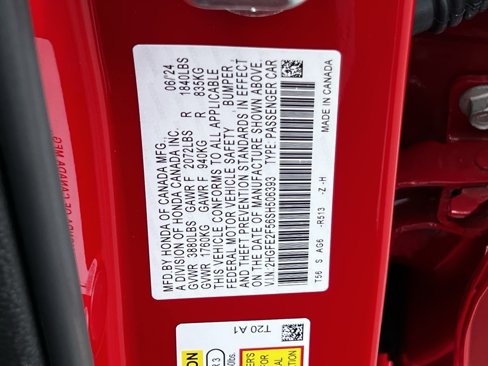 MFD.BY HONDA OF CANADA MFG. 06/24
A DIVISION OF HONDA CANADA INC.
GVWR 3880LBS GAWR F 2072LBS R 1840LBS
GVWR 1760KG GAWR F 940KG R 835KG
THIS VEHICLE CONFORMS TO ALL APPLICABLE
FEDERAL MOTOR VEHICLE SAFETY, BUMPER,
AND THEFT PREVENTION STANDARDS IN EFFECT
ON THE DATE OF MANUFACTURE SHOWN ABOVE.
V.I.N.:2HGFE2F56SH506393 TYPE:PASSENGER CAR
T56 S AG6 -R513 -Z-H MADE IN CANADA
T20 A1